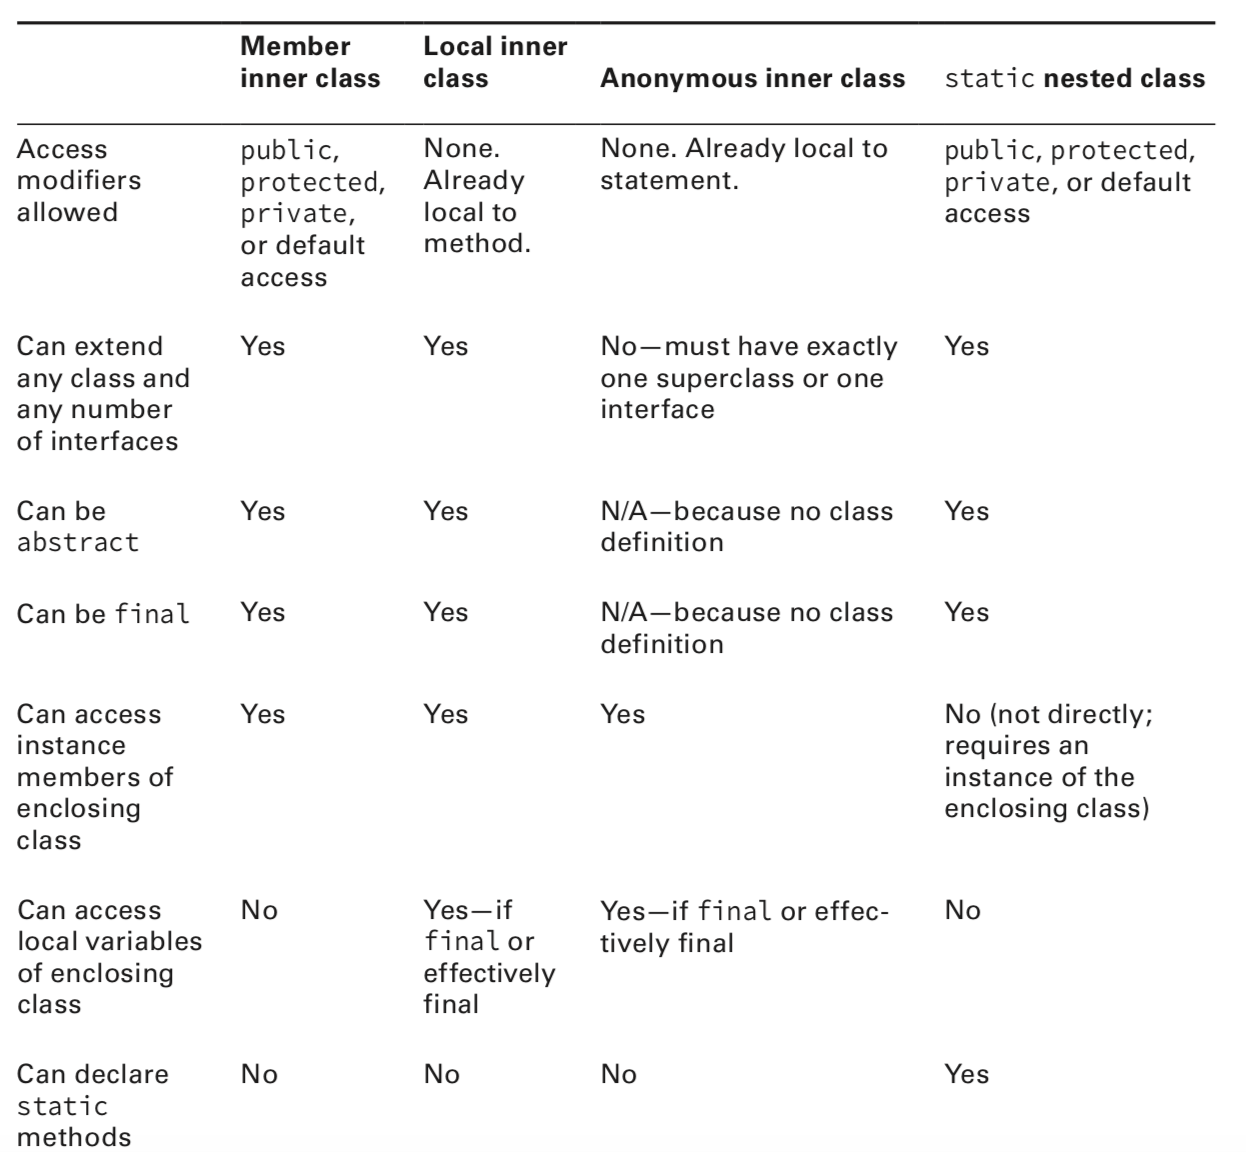 Member inner class
Local inner class
Anonymous inner class
static nested class
Access modifiers allowed
public, protected, private, or default access
None. Already local to method.
None. Already local to statement.
public, protected, private, or default access
Can extend any class and any number of interfaces
Yes
Yes
No—must have exactly one superclass or one interface
Yes
Can be abstract
Yes
Yes
N/A—because no class definition
Yes
Can be final
Yes
Yes
N/A—because no class definition
Yes
Can access instance members of enclosing class
Yes
Yes
Yes
No (not directly; requires an instance of the enclosing class)
Can access local variables of enclosing class
No
Yes—if final or effectively final
Yes—if final or effec-
tively final
No
Can declare static methods
No
No
No
Yes